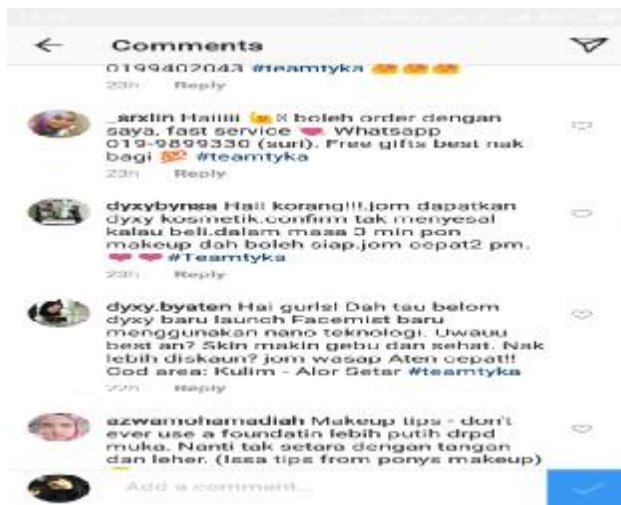 Comments
0199402043 #teamtyka
23h Reply
_srxlin Haiiiii boleh order dengan
saya, fast service Whatsapp
019-9899330 (suri). Free gifts best nak
bagi 💯 #teamtyka
23h Reply
dyxybynsa Haii korang!!!.jom dapatkan
dyxy kosmetik.confirm tak menyesal
kalau beli.dalam masa 3 min pon
makeup dah boleh siap.jom cepat2 pm.
#Teamtyka
23h Reply
dyxy.byaten Hai gurls! Dah tau belom
dyxy baru launch Facemist baru
menggunakan nano teknologi. Uwauu
best an? Skin makin gebu dan sehat. Nak
lebih diskaun? jom wasap Aten cepat!!
Cod area: Kulim - Alor Setar #teamtyka
22h Reply
azwamohamadiah Makeup tips - don't
ever use a foundatin lebih putih drpd
muka. Nanti tak setara dengan tangan
dan leher. (Issa tips from ponys makeup)
Add a comment...